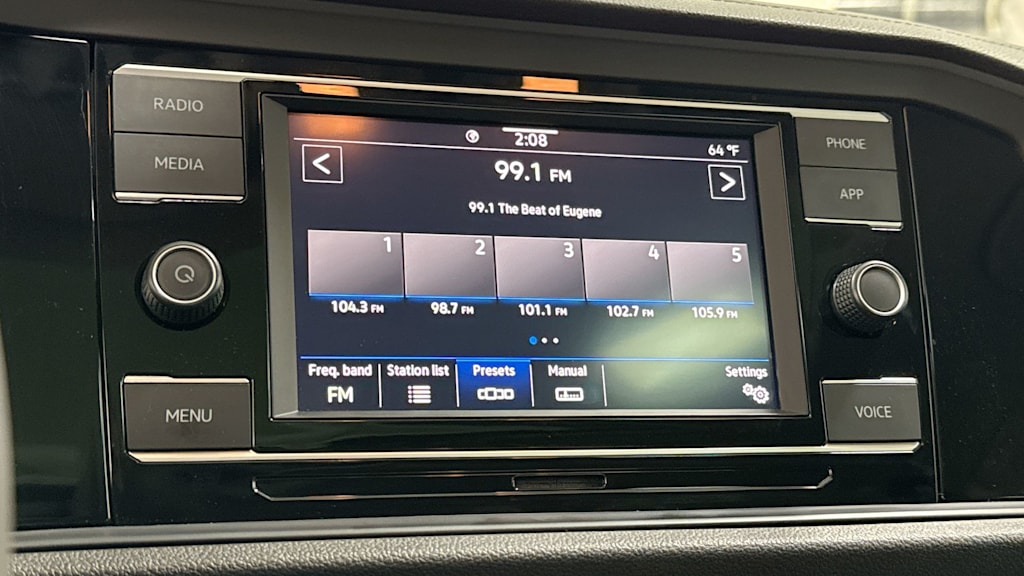 RADIO
MEDIA
MENU
2:08
64 °F
<
99.1 FM
>
99.1 The Beat of Eugene
1 2 3 4 5
104.3 FM 98.7 FM 101.1 FM 102.7 FM 105.9 FM
Freq. band Station list Presets Manual Settings
FM
PHONE
APP
VOICE